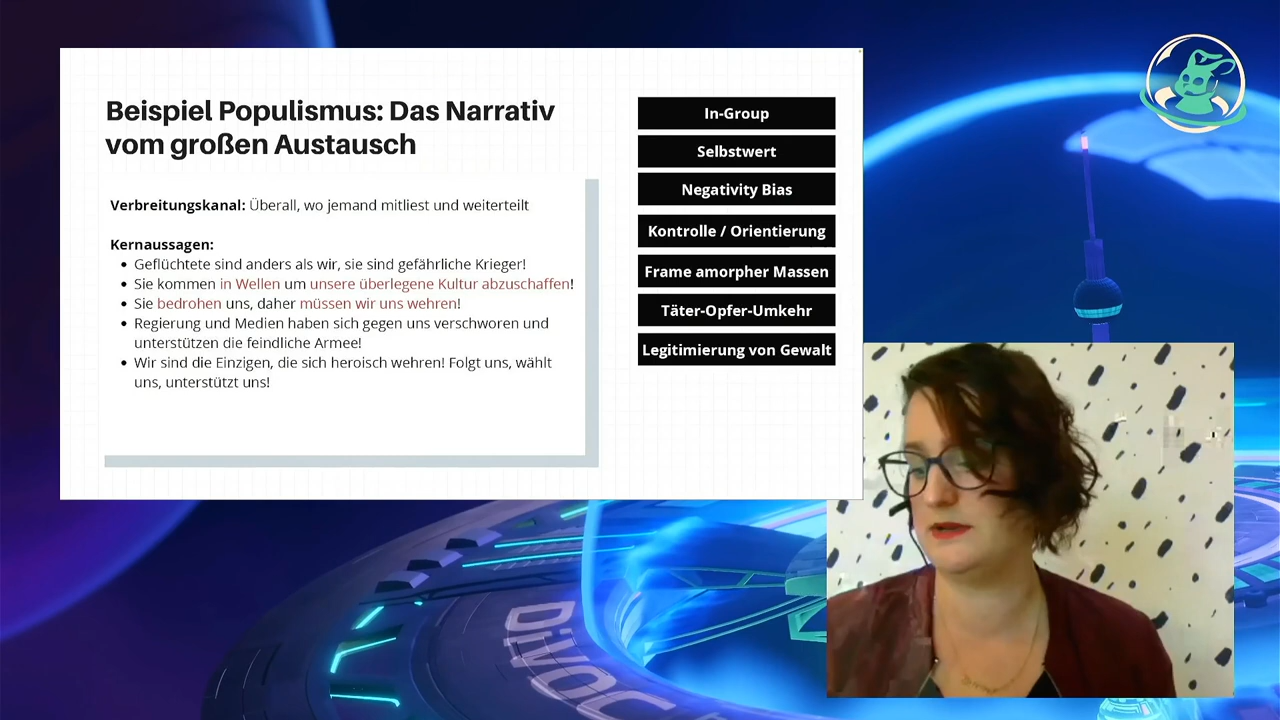 Beispiel Populismus: Das Narrativ
vom großen Austausch
Verbreitungskanal: Überall, wo jemand mitliest und weiterteilt
Kernaussagen:
Geflüchtete sind anders als wir, sie sind gefährliche Krieger!
Sie kommen in Wellen um unsere überlegene Kultur abzuschaffen!
Sie bedrohen uns, daher müssen wir uns wehren!
Regierung und Medien haben sich gegen uns verschworen und
unterstützen die feindliche Armee!
Wir sind die Einzigen, die sich heroisch wehren! Folgt uns, wählt
uns, unterstützt uns!
In-Group
Selbstwert
Negativity Bias
Kontrolle / Orientierung
Frame amorpher Massen
Täter-Opfer-Umkehr
Legitimierung von Gewalt
DiVOC